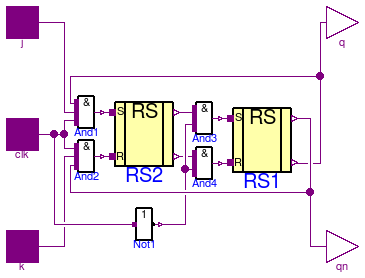 j
q
&
And1
S
RS
&
And3
S
RS
clk
&
And2
R
RS2
&
And4
R
RS1
1
Not1
k
qn